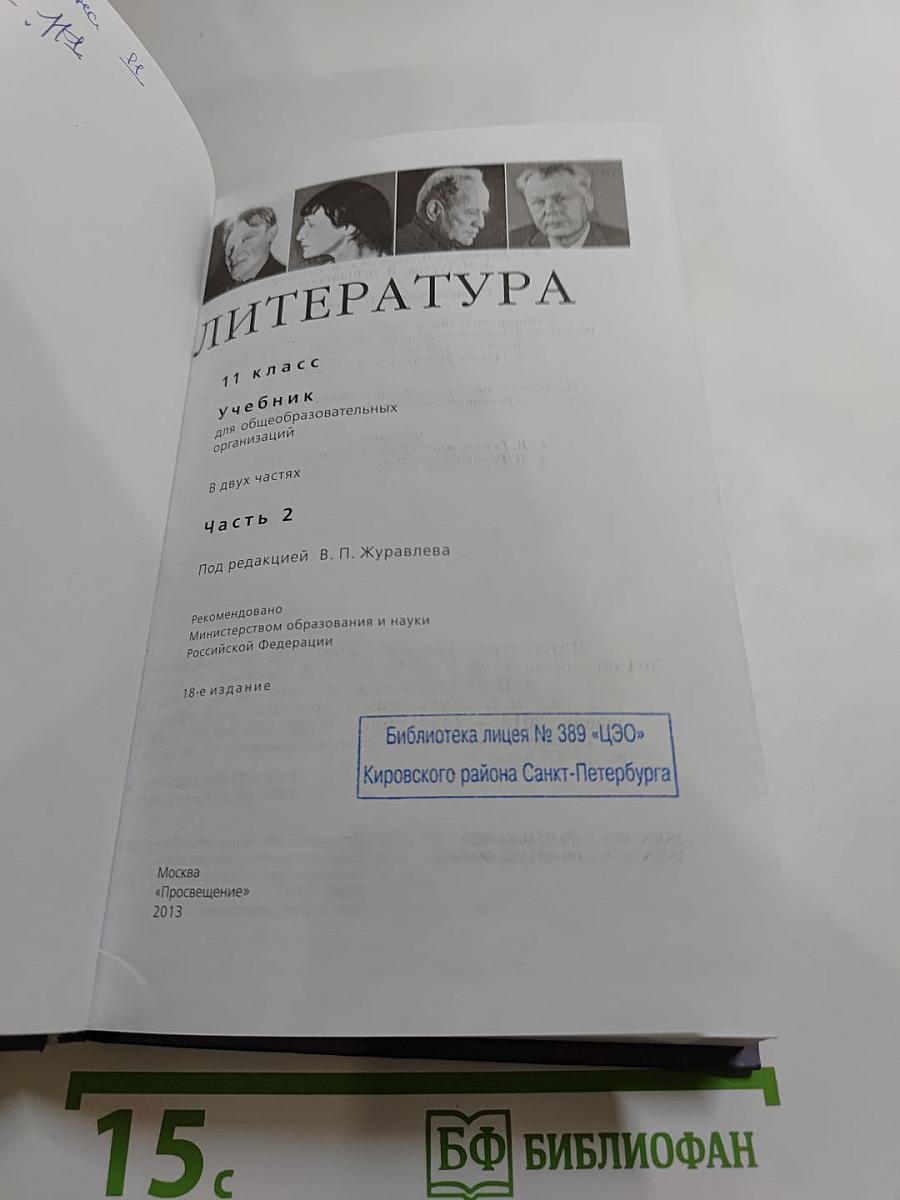 ЛИТЕРАТУРА
11 класс
Учебник
для общеобразовательных
организаций
В двух частях
Часть 2
Под редакцией В. П. Журавлева
Рекомендовано
Министерством образования и науки
Российской Федерации
18-е издание
Библиотека лицея № 389 «ЦЭО»
Кировского района Санкт-Петербурга
Москва
«Просвещение»
2013
15 с
БФ БИБЛИОФАН